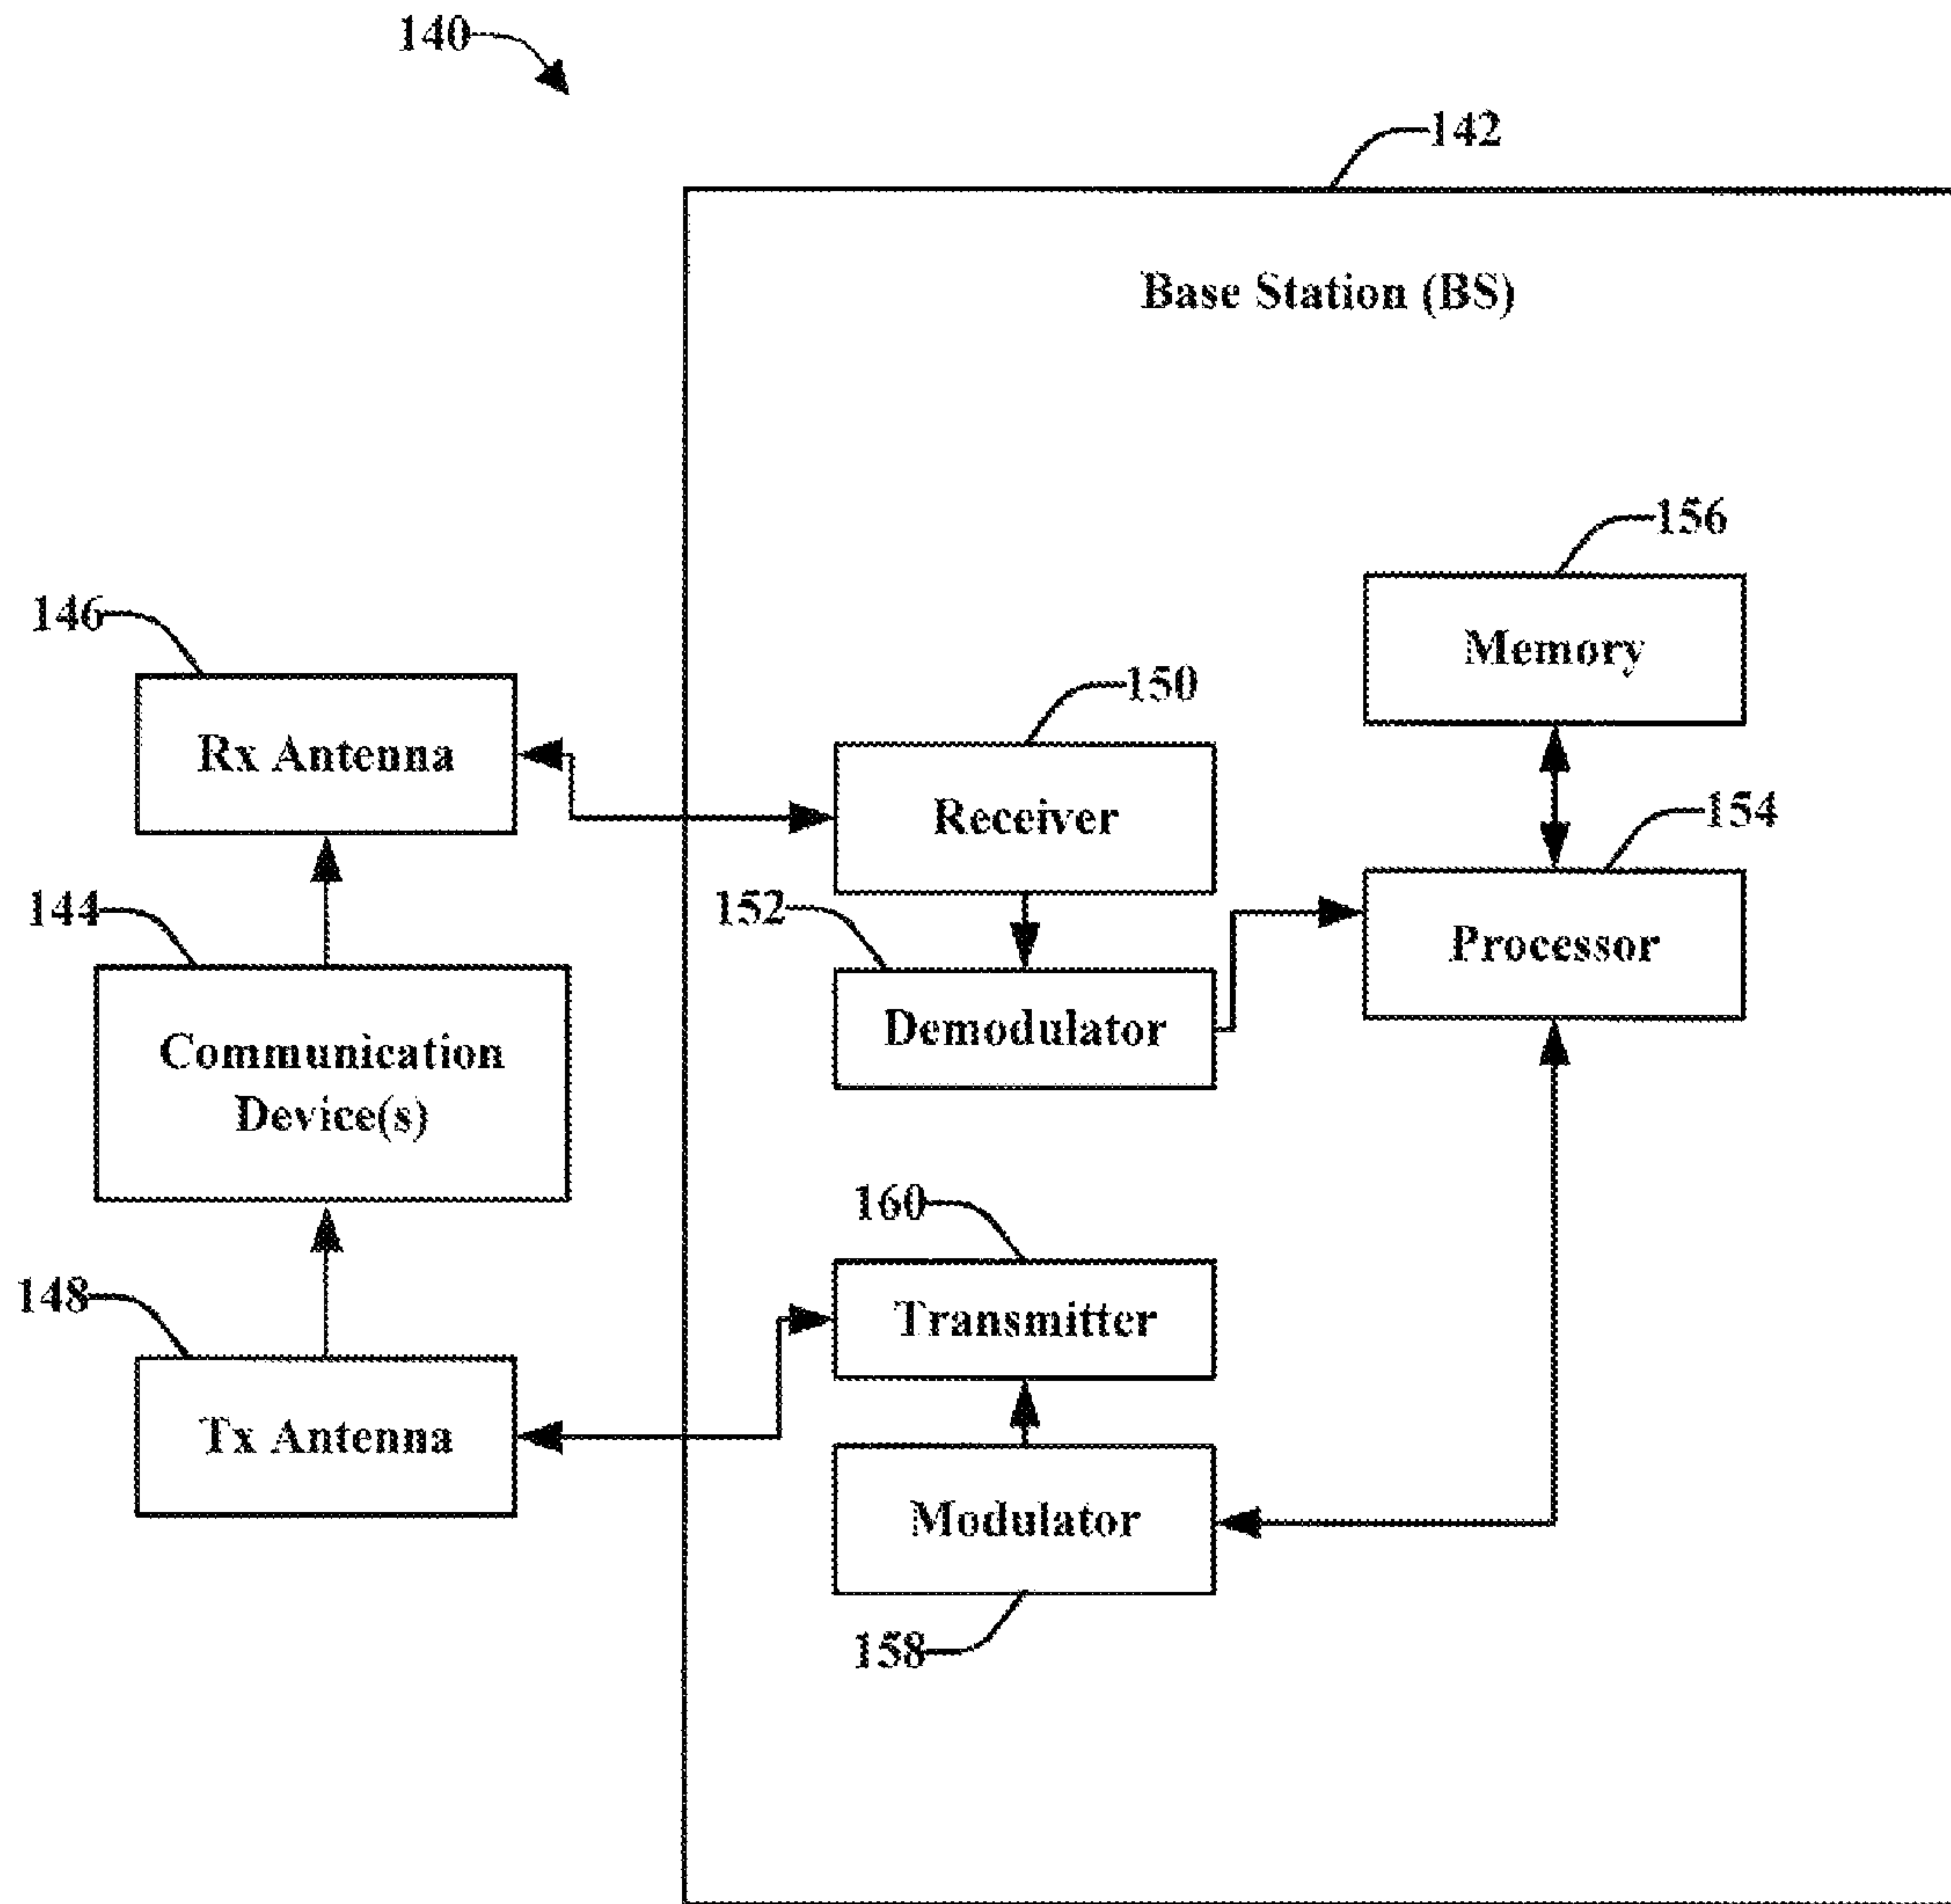 140
142
Base Station (BS)
156
Memory
146
150
Rx Antenna
Receiver
154
144
152
Processor
Communication
Device(s)
Demodulator
160
148
Transmitter
Tx Antenna
Modulator
158